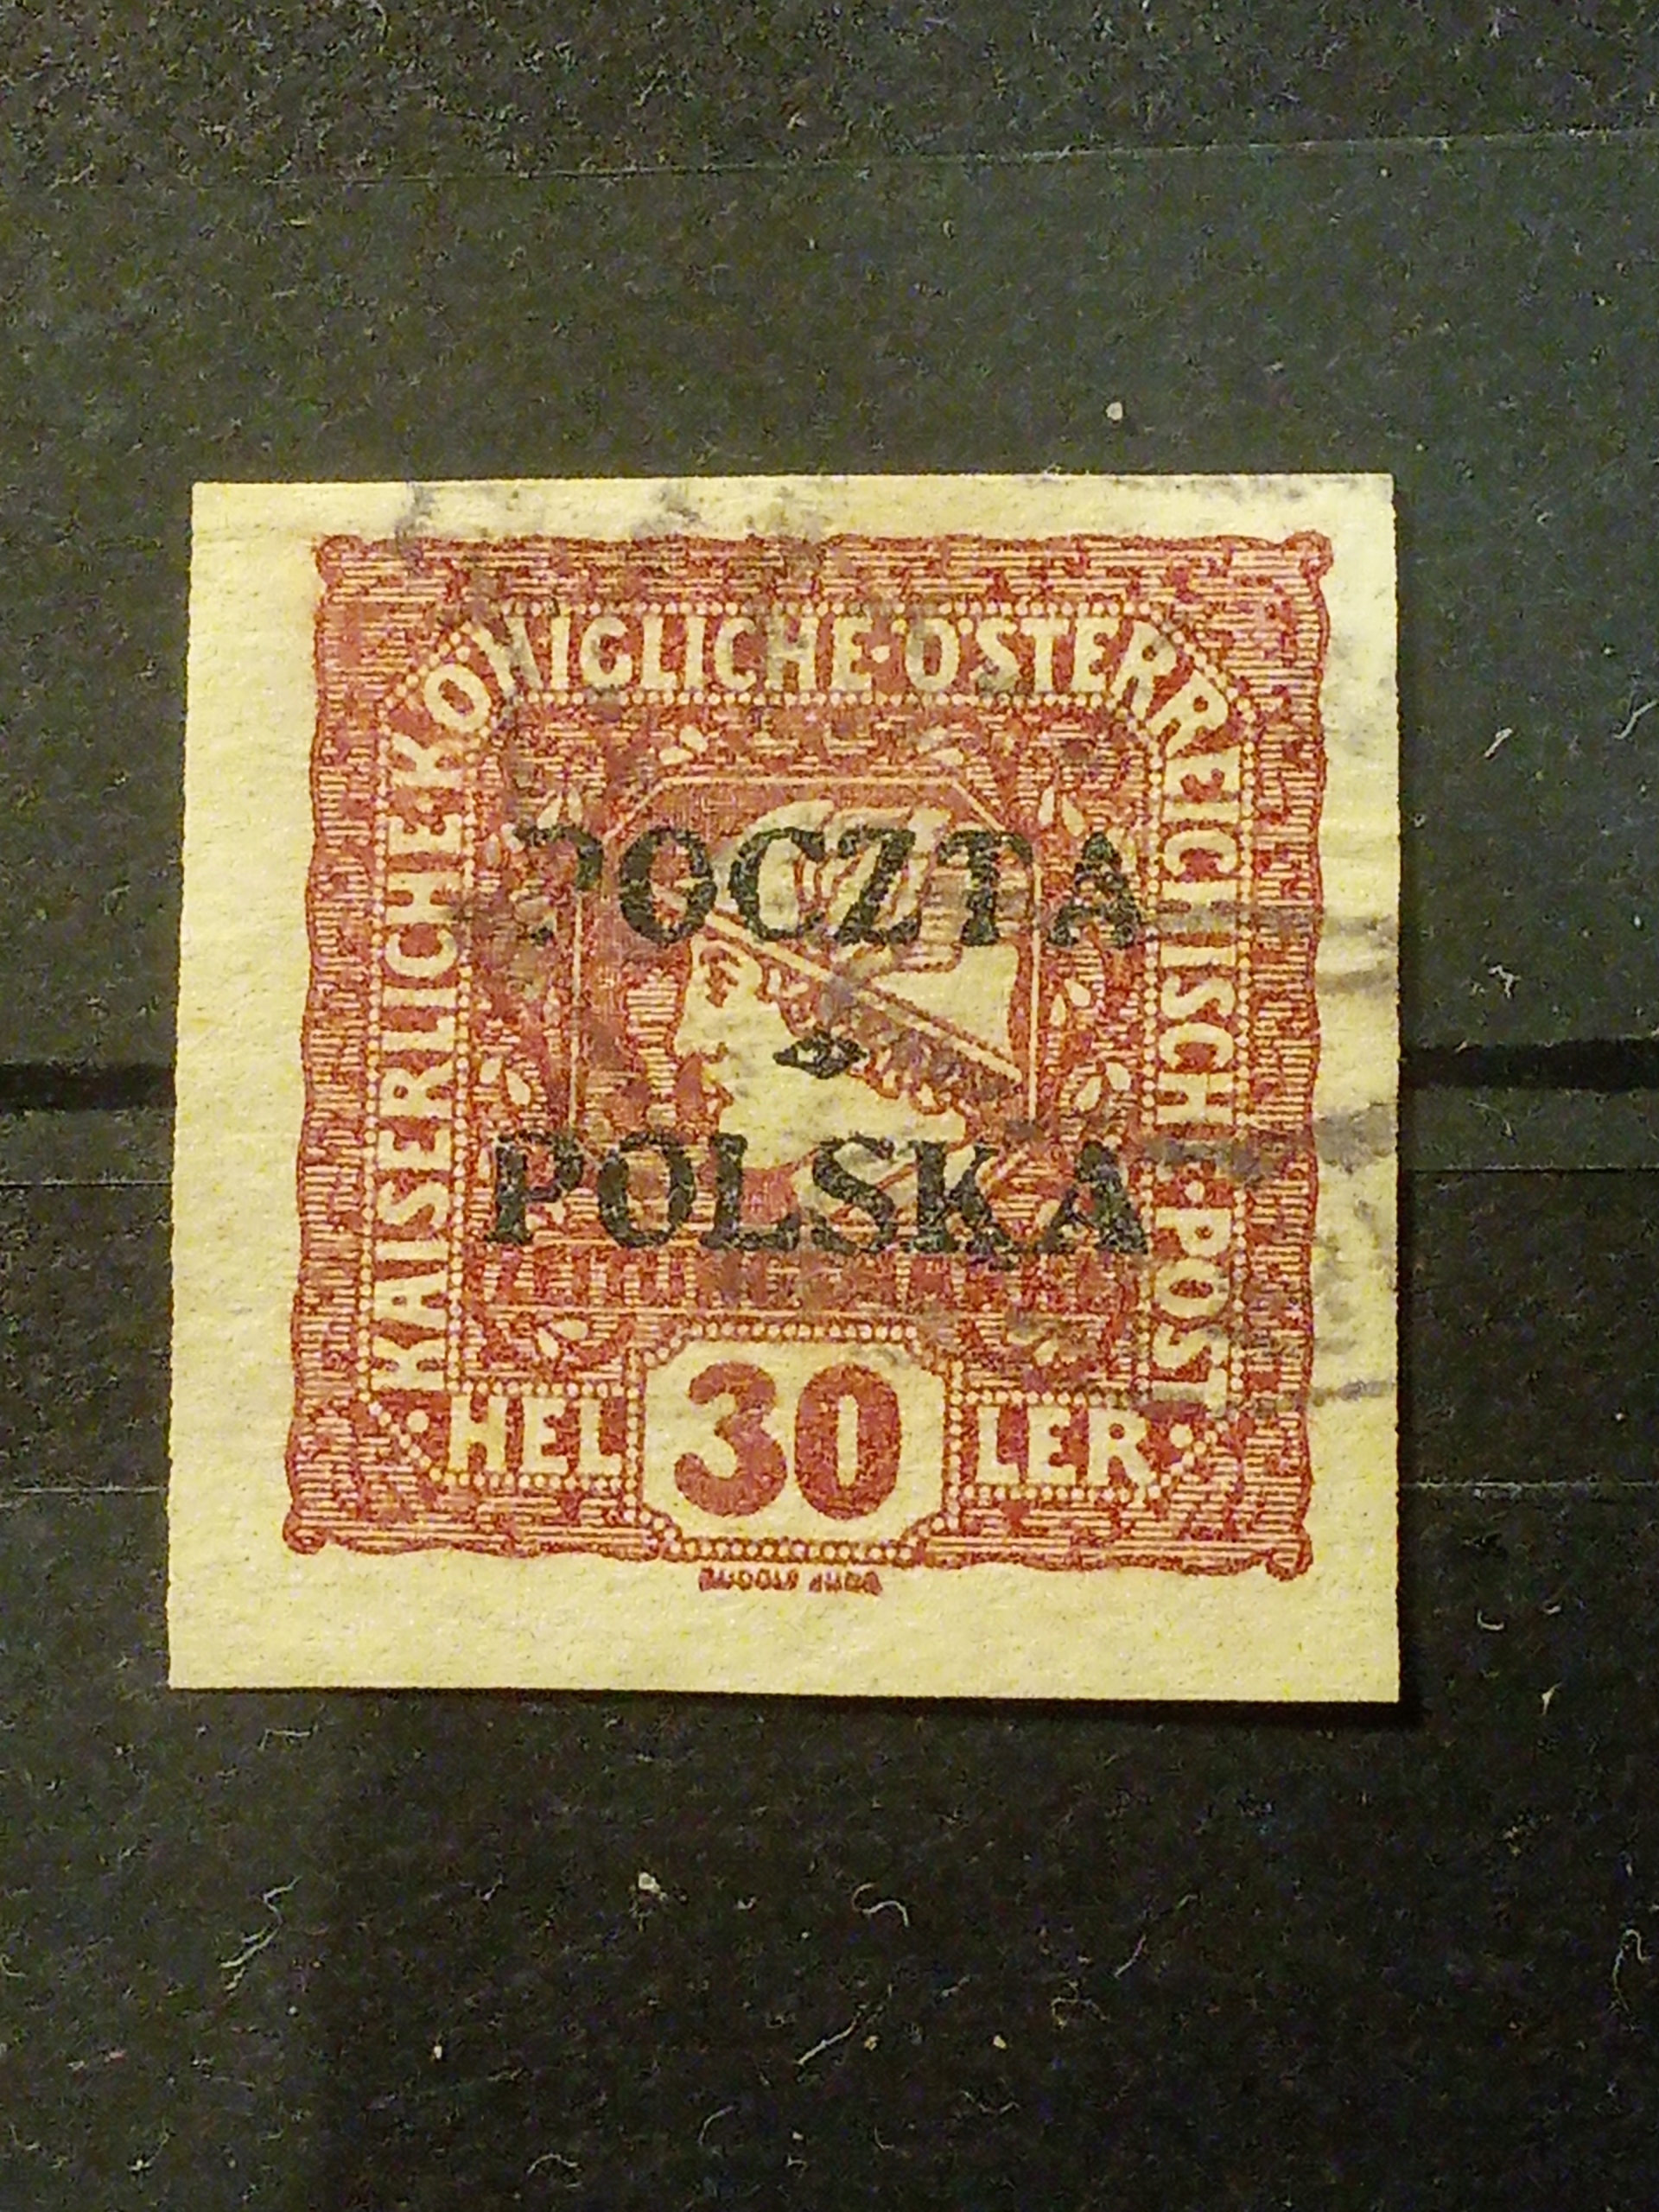 KAISERLICHE·KÖNIGLICHE·ÖSTERREICHISCHE·POST
POCZTA
POLSKA
HEL 30 LER